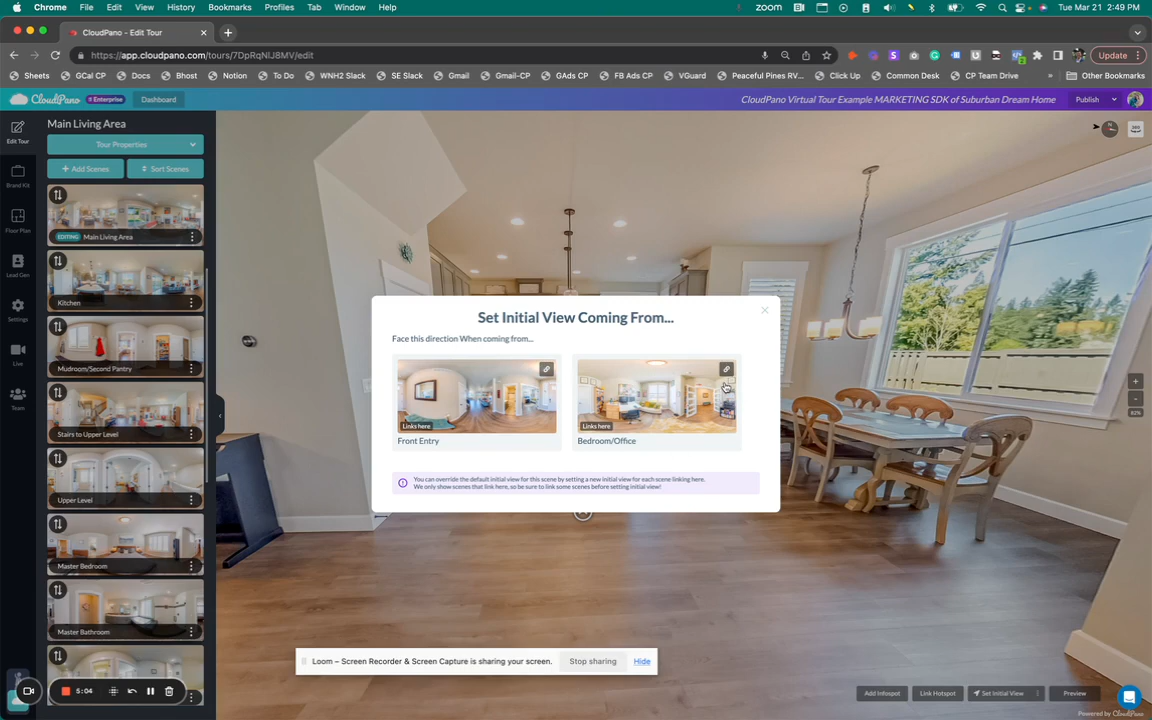 Chrome File Edit View History Bookmarks Profiles Tab Window Help
zoom Tue Mar 21 2:49 PM
CloudPano - Edit Tour
https://app.cloudpano.com/tours/7DpRqNlJ8MV/edit
Update
Sheets GCal CP Docs Bhost Notion To Do WNH2 Slack SE Slack Gmail Gmail-CP GAds CP FB Ads CP VGuard Peaceful Pines RV... Click Up Common Desk CP Team Drive Other Bookmarks
CloudPano Enterprise Dashboard
CloudPano Virtual Tour Example MARKETING SDK of Suburban Dream Home
Publish
Edit Tour
Brand Kit
Floor Plan
Lead Gen
Settings
Live
Team
Main Living Area
Tour Properties
+ Add Scenes
Sort Scenes
EDITING Main Living Area
Kitchen
Mudroom/Second Pantry
Stairs to Upper Level
Upper Level
Master Bedroom
Master Bathroom
Set Initial View Coming From...
Face this direction When coming from...
Links here
Front Entry
Links here
Bedroom/Office
You can override the default initial view for this scene by setting a new initial view for each scene linking here.
We only show scenes that link here, so be sure to link some scenes before setting initial view!
+
-
82%
Loom – Screen Recorder & Screen Capture is sharing your screen.
Stop sharing
Hide
5:04
Add Infospot
Link Hotspot
Set Initial View
Preview
Powered by CloudPano